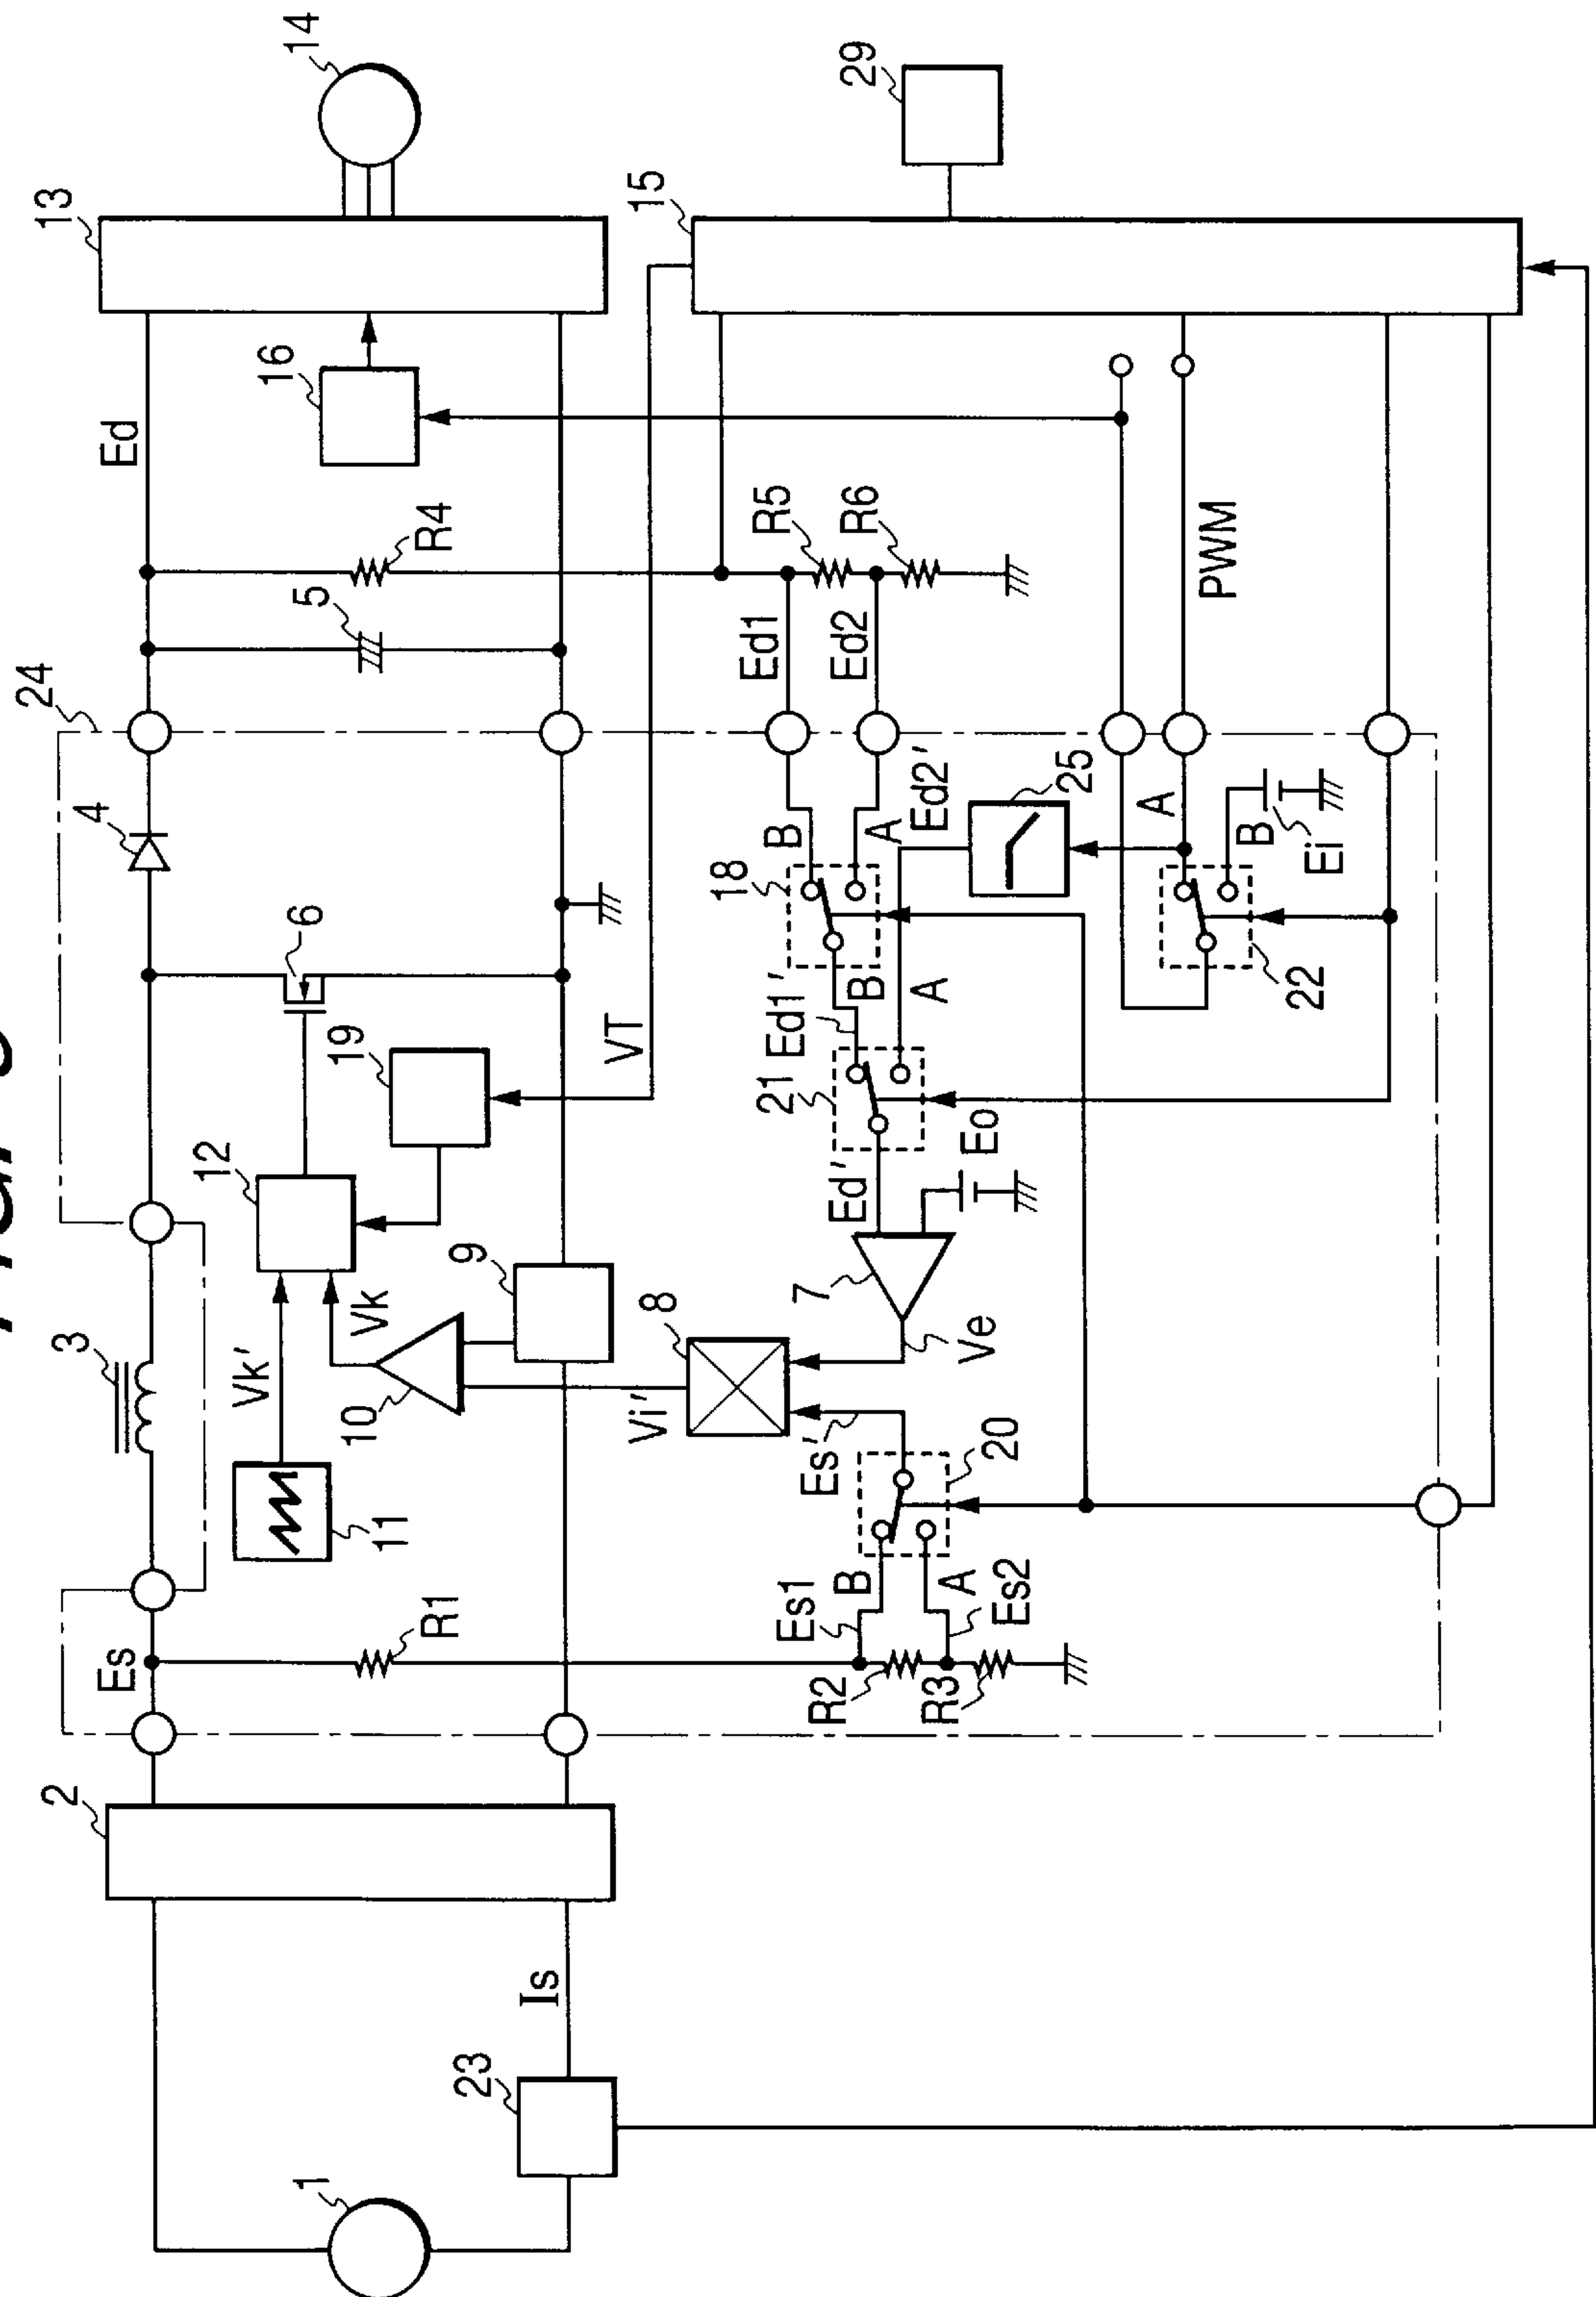 1
23
Is
2
Es
R1
3
11
Vk'
10
Vk
12
9
19
6
4
24
5
R4
Ed
16
13
14
VT
Vi'
8
7
Ve
Es'
20
Es1
B
A
Es2
R2
R3
Ed'
Eo
21
Ed1'
B
A
18
B
A
Ed2'
25
Ed1
Ed2
R5
R6
22
A
B
Ei
PWM
15
29